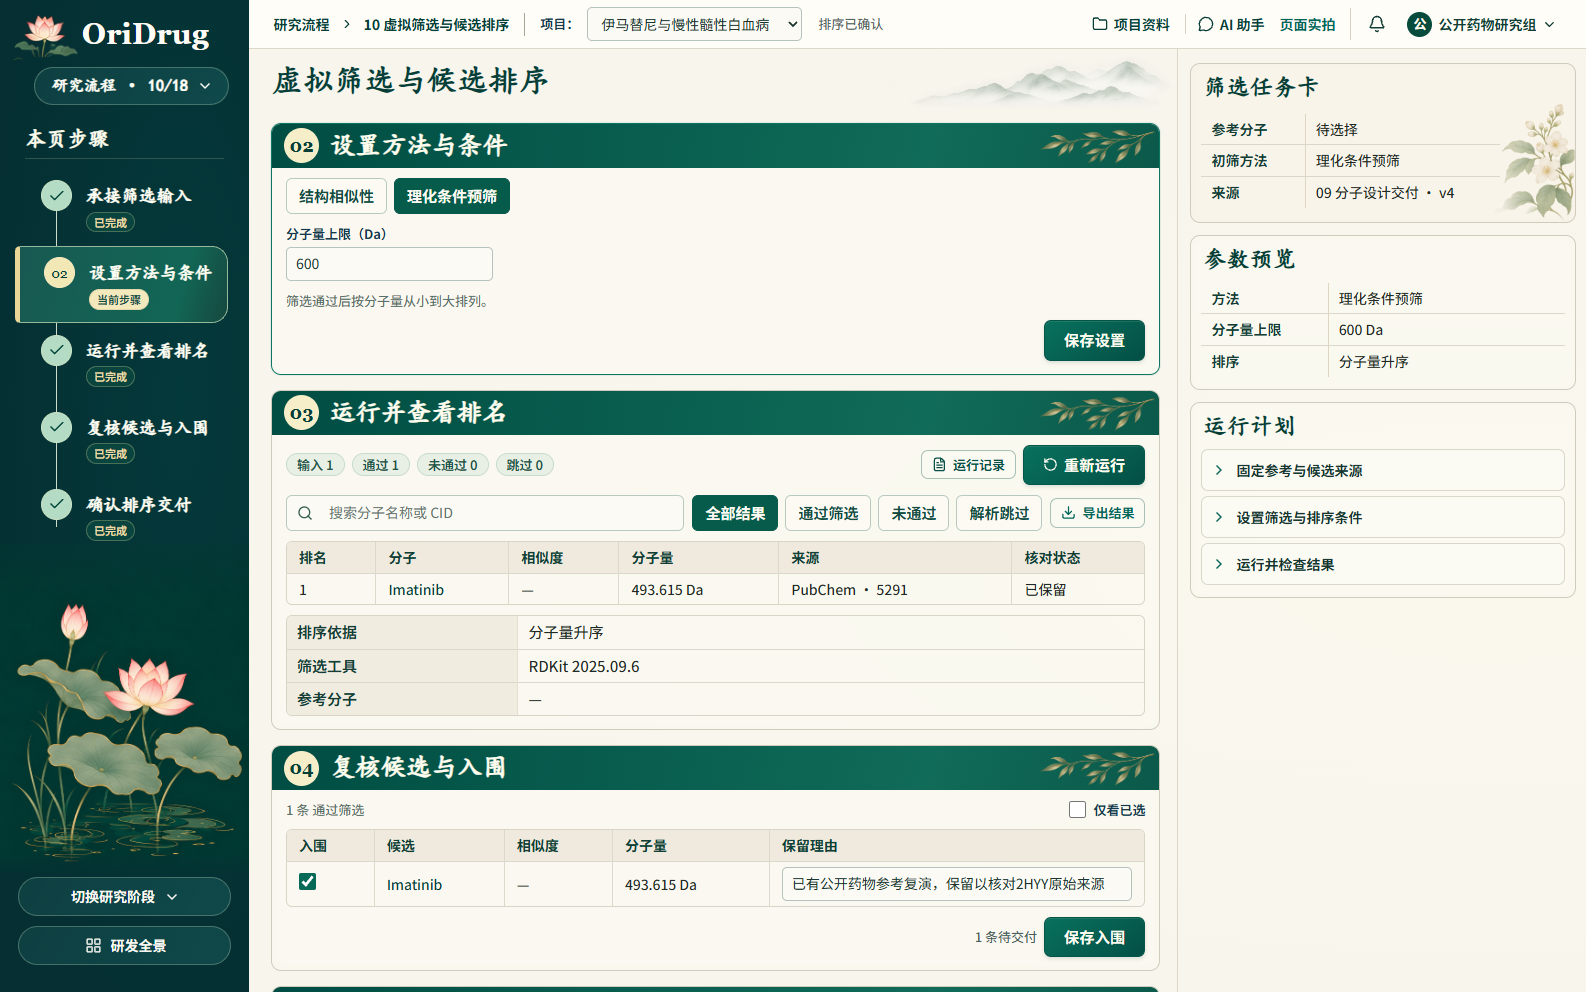 OriDrug
研究流程 • 10/18
本页步骤
承接筛选输入
已完成
02 设置方法与条件
当前步骤
运行并查看排名
已完成
复核候选与入围
已完成
确认排序交付
已完成
切换研究阶段
研发全景
研究流程 > 10 虚拟筛选与候选排序 项目： 伊马替尼与慢性髓性白血病 排序已确认
项目资料 AI 助手 页面实拍 公 公开药物研究组
虚拟筛选与候选排序
02 设置方法与条件
结构相似性 理化条件预筛
分子量上限（Da）
600
筛选通过后按分子量从小到大排列。
保存设置
03 运行并查看排名
输入 1 通过 1 未通过 0 跳过 0 运行记录 重新运行
搜索分子名称或 CID 全部结果 通过筛选 未通过 解析跳过 导出结果
排名 分子 相似度 分子量 来源 核对状态
1 Imatinib — 493.615 Da PubChem • 5291 已保留
排序依据 分子量升序
筛选工具 RDKit 2025.09.6
参考分子 —
04 复核候选与入围
1 条 通过筛选 仅看已选
入围 候选 相似度 分子量 保留理由
Imatinib — 493.615 Da 已有公开药物参考复演，保留以核对2HYY原始来源
1 条待交付 保存入围
筛选任务卡
参考分子 待选择
初筛方法 理化条件预筛
来源 09 分子设计交付 • v4
参数预览
方法 理化条件预筛
分子量上限 600 Da
排序 分子量升序
运行计划
固定参考与候选来源
设置筛选与排序条件
运行并检查结果